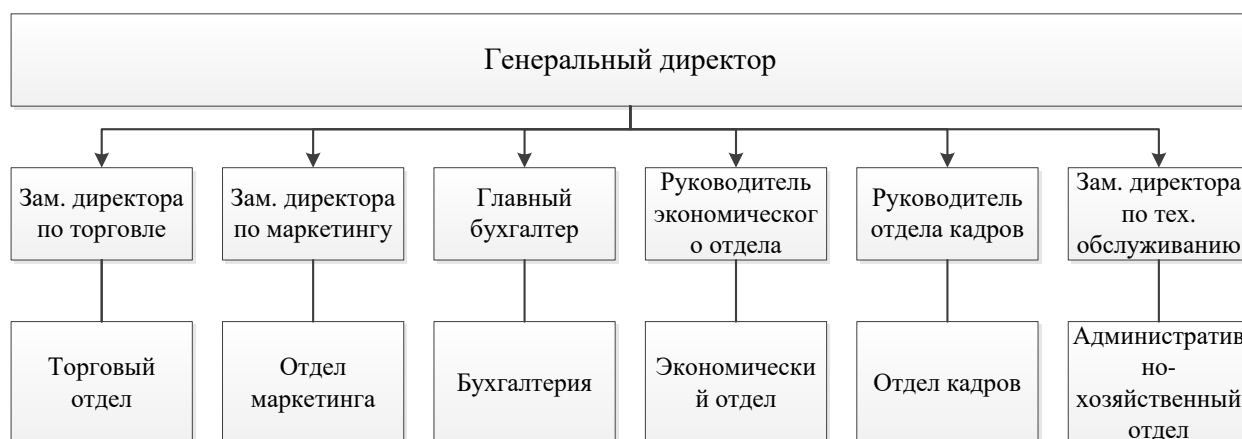 Генеральный директор
Зам. директора
по торговле
Зам. директора
по маркетингу
Главный
бухгалтер
Руководитель
экономическог
о отдела
Руководитель
отдела кадров
Зам. директора
по тех.
обслуживанию
Торговый
отдел
Отдел
маркетинга
Бухгалтерия
Экономически
й отдел
Отдел кадров
Административ
но-
хозяйственный
отдел